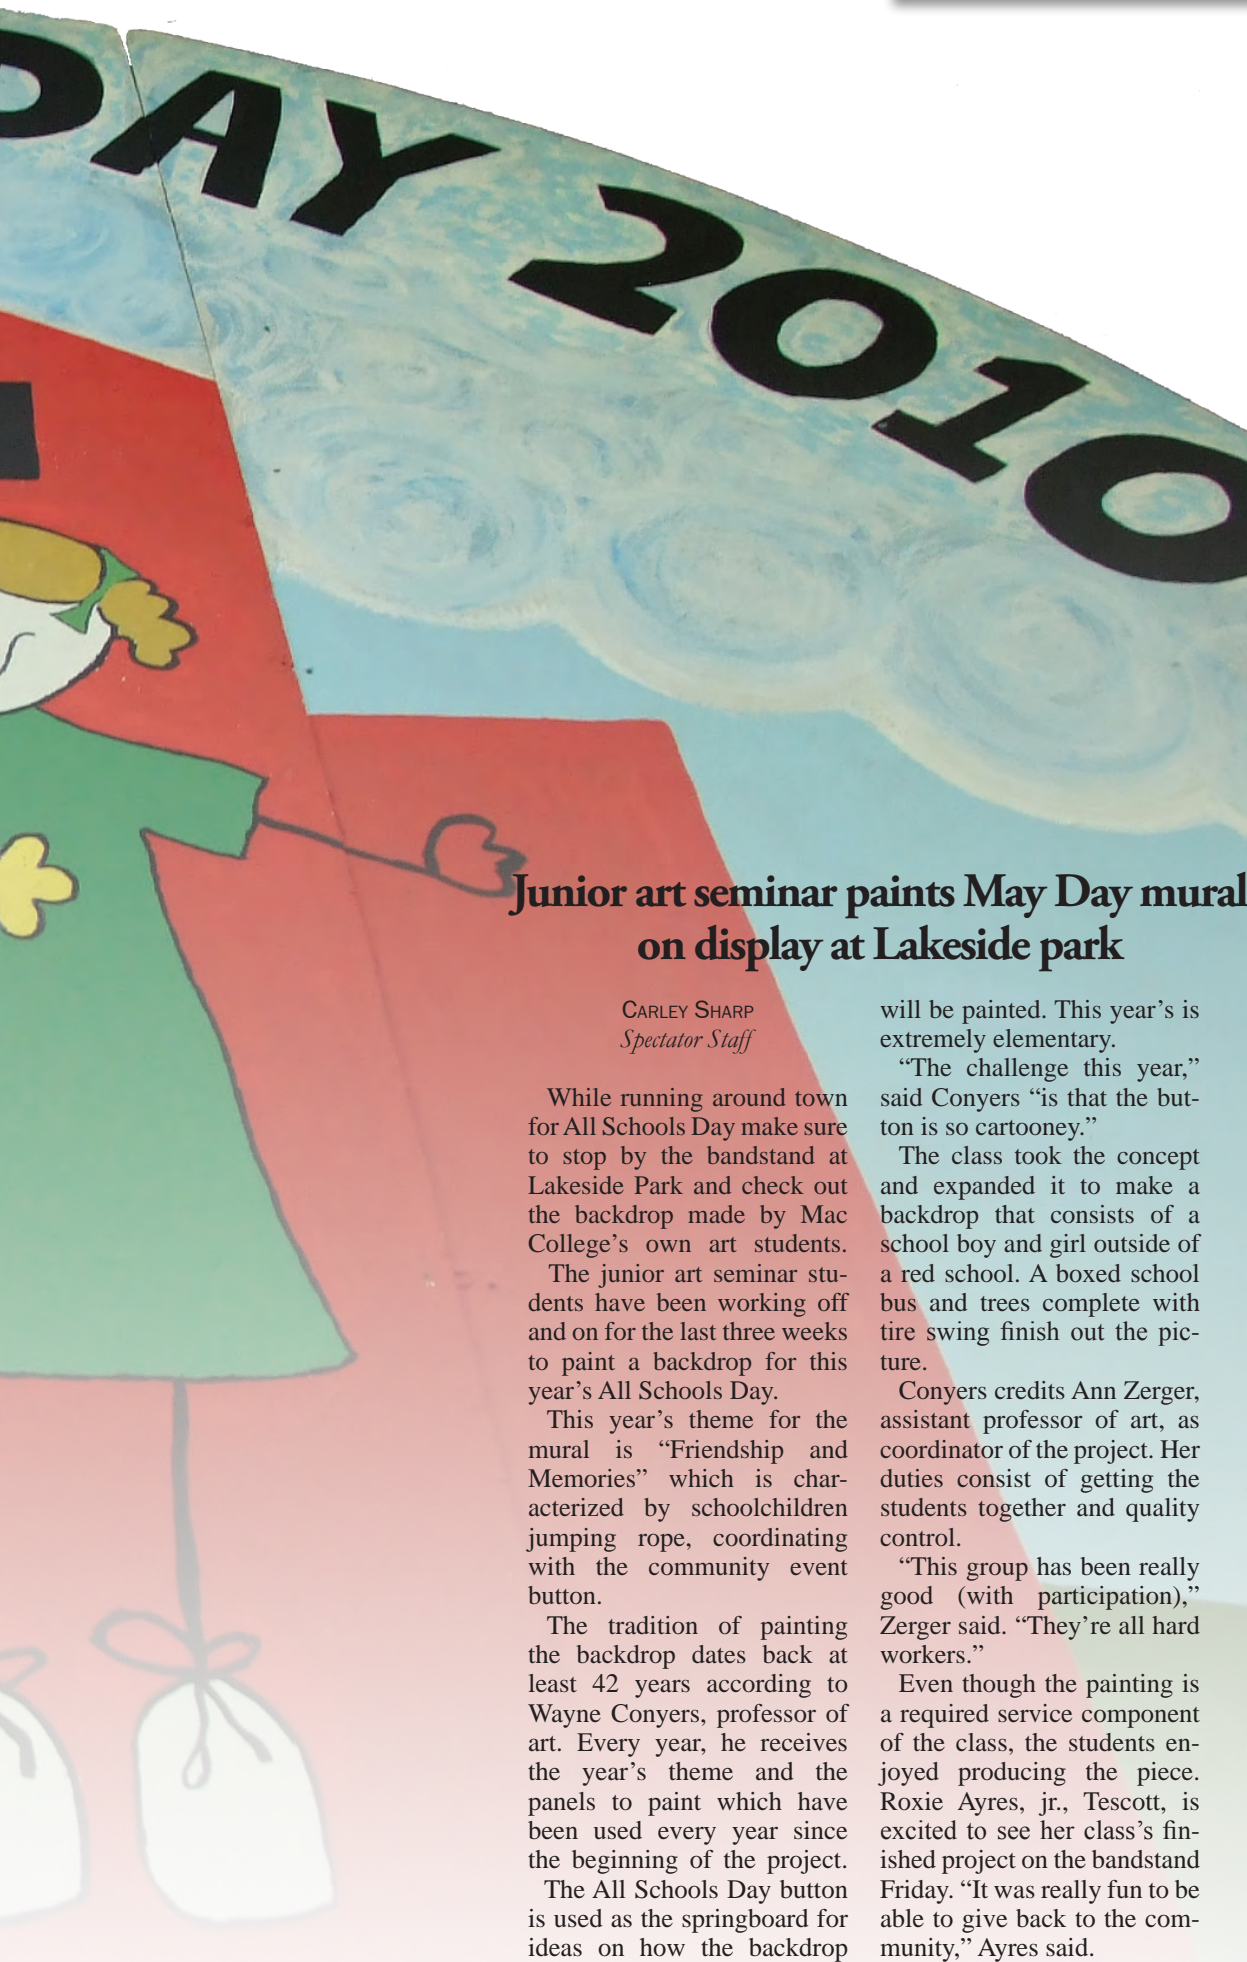 DAY 2010
Junior art seminar paints May Day mural
on display at Lakeside park
CARLEY SHARP
Spectator Staff
While running around town
for All Schools Day make sure
to stop by the bandstand at
Lakeside Park and check out
the backdrop made by Mac
College's own art students.
The junior art seminar stu-
dents have been working off
and on for the last three weeks
to paint a backdrop for this
year's All Schools Day.
This year's theme for the
mural is “Friendship and
Memories” which is char-
acterized by schoolchildren
jumping rope, coordinating
with the community event
button.
The tradition of painting
the backdrop dates back at
least 42 years according to
Wayne Conyers, professor of
art. Every year, he receives
the year's theme and the
panels to paint which have
been used every year since
the beginning of the project.
The All Schools Day button
is used as the springboard for
ideas on how the backdrop
will be painted. This year's is
extremely elementary.
“The challenge this year,”
said Conyers “is that the but-
ton is so cartooney.”
The class took the concept
and expanded it to make a
backdrop that consists of a
school boy and girl outside of
a red school. A boxed school
bus and trees complete with
tire swing finish out the pic-
ture.
Conyers credits Ann Zerger,
assistant professor of art, as
coordinator of the project. Her
duties consist of getting the
students together and quality
control.
“This group has been really
good (with participation),”
Zerger said. “They're all hard
workers.”
Even though the painting is
a required service component
of the class, the students en-
joyed producing the piece.
Roxie Ayres, jr., Tescott, is
excited to see her class's fin-
ished project on the bandstand
Friday. “It was really fun to be
able to give back to the com-
munity,” Ayres said.